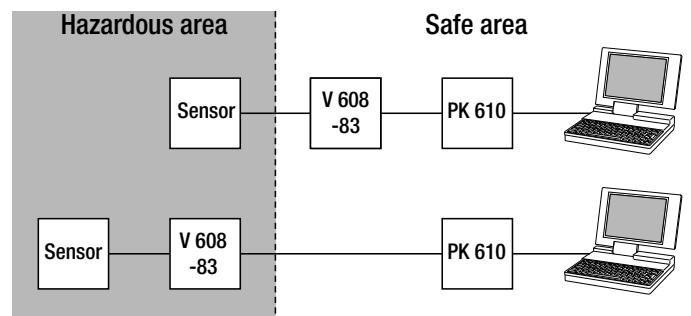 Hazardous area
Safe area
Sensor
V 608
-83
PK 610
Sensor
V 608
-83
PK 610